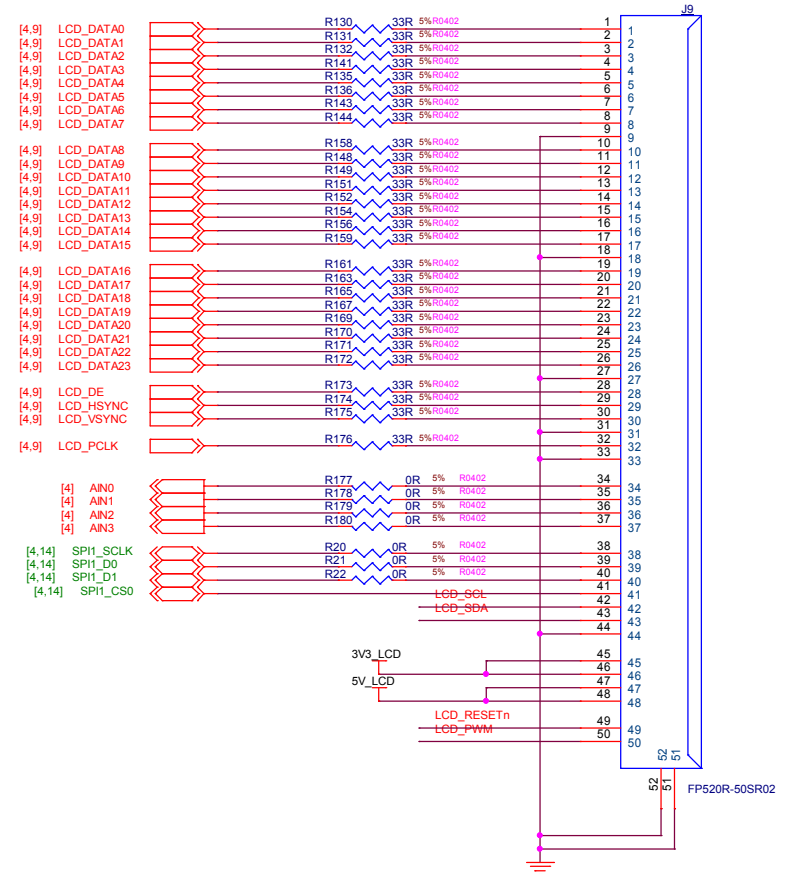 J9
[4,9] LCD_DATA0 R130 33R 5% R0402 1 1
[4,9] LCD_DATA1 R131 33R 5% R0402 2 2
[4,9] LCD_DATA2 R132 33R 5% R0402 3 3
[4,9] LCD_DATA3 R141 33R 5% R0402 4 4
[4,9] LCD_DATA4 R135 33R 5% R0402 5 5
[4,9] LCD_DATA5 R136 33R 5% R0402 6 6
[4,9] LCD_DATA6 R143 33R 5% R0402 7 7
[4,9] LCD_DATA7 R144 33R 5% R0402 8 8
9 9
[4,9] LCD_DATA8 R158 33R 5% R0402 10 10
[4,9] LCD_DATA9 R148 33R 5% R0402 11 11
[4,9] LCD_DATA10 R149 33R 5% R0402 12 12
[4,9] LCD_DATA11 R151 33R 5% R0402 13 13
[4,9] LCD_DATA12 R152 33R 5% R0402 14 14
[4,9] LCD_DATA13 R154 33R 5% R0402 15 15
[4,9] LCD_DATA14 R156 33R 5% R0402 16 16
[4,9] LCD_DATA15 R159 33R 5% R0402 17 17
18 18
[4,9] LCD_DATA16 R161 33R 5% R0402 19 19
[4,9] LCD_DATA17 R163 33R 5% R0402 20 20
[4,9] LCD_DATA18 R165 33R 5% R0402 21 21
[4,9] LCD_DATA19 R167 33R 5% R0402 22 22
[4,9] LCD_DATA20 R169 33R 5% R0402 23 23
[4,9] LCD_DATA21 R170 33R 5% R0402 24 24
[4,9] LCD_DATA22 R171 33R 5% R0402 25 25
[4,9] LCD_DATA23 R172 33R 5% R0402 26 26
27 27
[4,9] LCD_DE R173 33R 5% R0402 28 28
[4,9] LCD_HSYNC R174 33R 5% R0402 29 29
[4,9] LCD_VSYNC R175 33R 5% R0402 30 30
31 31
[4,9] LCD_PCLK R176 33R 5% R0402 32 32
33 33
[4] AIN0 R177 0R 5% R0402 34 34
[4] AIN1 R178 0R 5% R0402 35 35
[4] AIN2 R179 0R 5% R0402 36 36
[4] AIN3 R180 0R 5% R0402 37 37
[4,14] SPI1_SCLK R20 0R 5% R0402 38 38
[4,14] SPI1_D0 R21 0R 5% R0402 39 39
[4,14] SPI1_D1 R22 0R 5% R0402 40 40
[4,14] SPI1_CS0 41 41
LCD_SCL 42 42
LCD_SDA 43 43
44 44
3V3_LCD 45 45
46 46
5V_LCD 47 47
48 48
LCD_RESETn 49 49
LCD_PWM 50 50
52 51
52 51
FP520R-50SR02